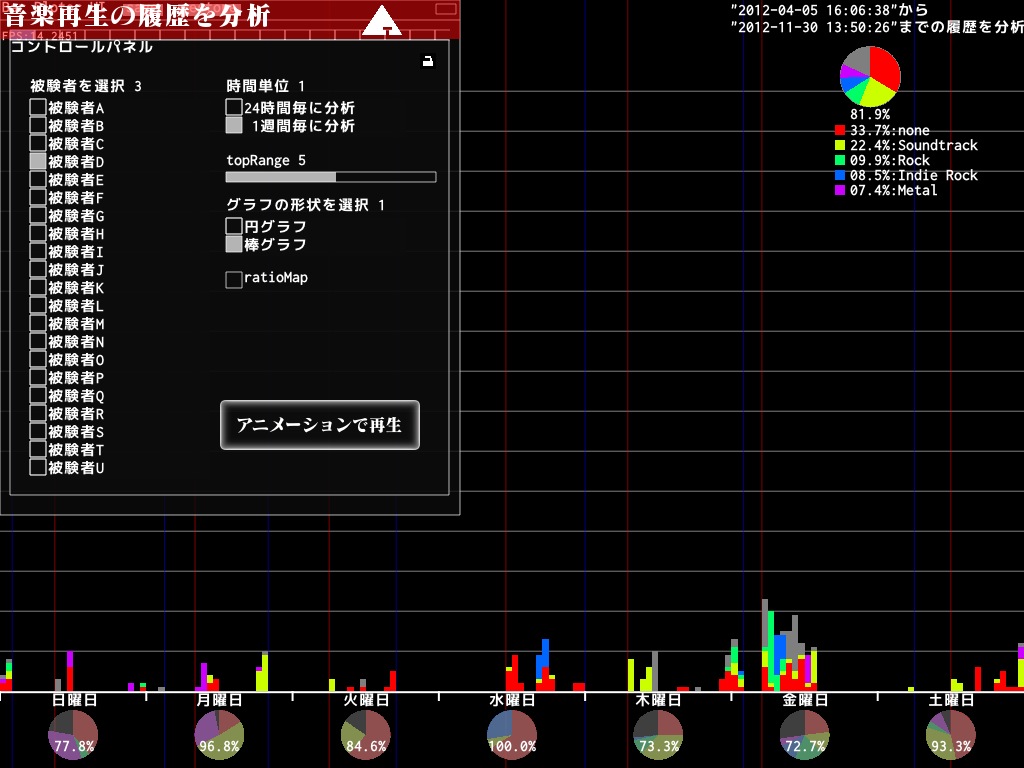 音楽再生の履歴を分析
FPS:14.2451
コントロールパネル
被験者を選択 3
被験者A
被験者B
被験者C
被験者D
被験者E
被験者F
被験者G
被験者H
被験者I
被験者J
被験者K
被験者L
被験者M
被験者N
被験者O
被験者P
被験者Q
被験者R
被験者S
被験者T
被験者U
時間単位 1
24時間毎に分析
1週間毎に分析
topRange 5
グラフの形状を選択 1
円グラフ
棒グラフ
ratioMap
アニメーションで再生
"2012-04-05 16:06:38"から
"2012-11-30 13:50:26"までの履歴を分析
81.9%
33.7%:none
22.4%:Soundtrack
09.9%:Rock
08.5%:Indie Rock
07.4%:Metal
日曜日 月曜日 火曜日 水曜日 木曜日 金曜日 土曜日
77.8% 96.8% 84.6% 100.0% 73.3% 72.7% 93.3%